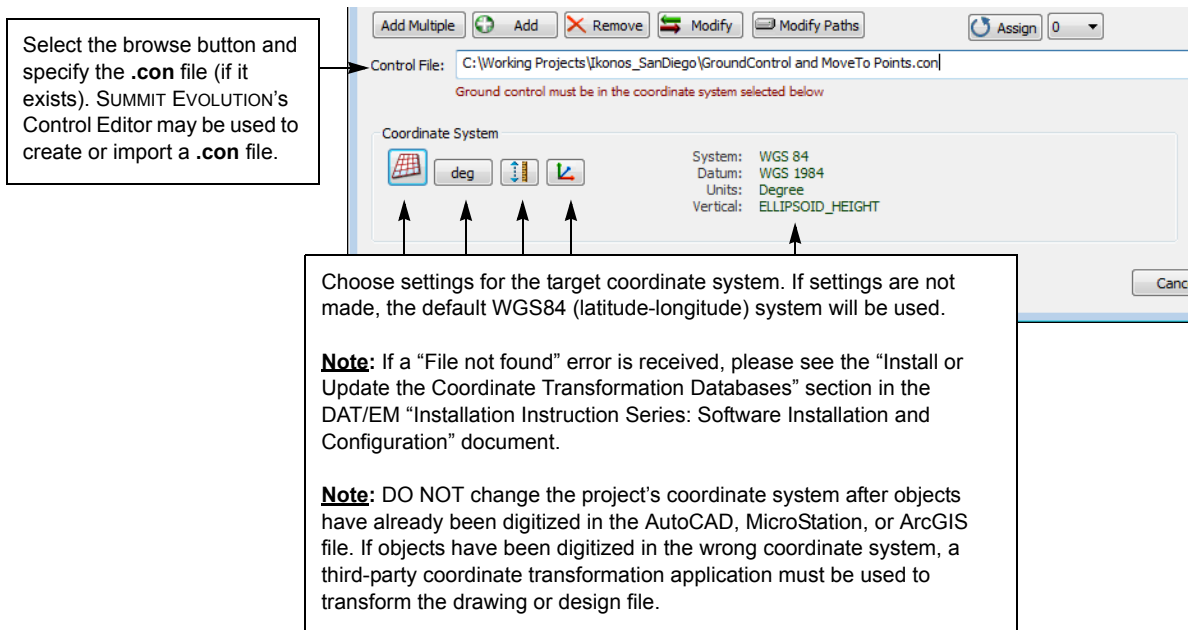 Add Multiple Add Remove Modify Modify Paths Assign 0
Select the browse button and
specify the .con file (if it
exists). SUMMIT EVOLUTION's
Control Editor may be used to
create or import a .con file.
Control File: C:\Working Projects\Ikonos_SanDiego\GroundControl and MoveTo Points.con
Ground control must be in the coordinate system selected below
Coordinate System
deg
System: WGS 84
Datum: WGS 1984
Units: Degree
Vertical: ELLIPSOID_HEIGHT
Canc
Choose settings for the target coordinate system. If settings are not
made, the default WGS84 (latitude-longitude) system will be used.
Note: If a “File not found” error is received, please see the “Install or
Update the Coordinate Transformation Databases” section in the
DAT/EM “Installation Instruction Series: Software Installation and
Configuration” document.
Note: DO NOT change the project’s coordinate system after objects
have already been digitized in the AutoCAD, MicroStation, or ArcGIS
file. If objects have been digitized in the wrong coordinate system, a
third-party coordinate transformation application must be used to
transform the drawing or design file.